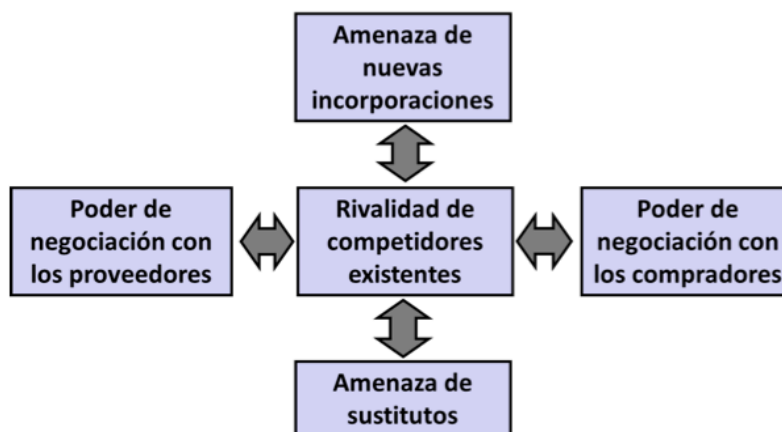 Amenaza de
nuevas
incorporaciones
Poder de
negociación con
los proveedores
Rivalidad de
competidores
existentes
Poder de
negociación con
los compradores
Amenaza de
sustitutos